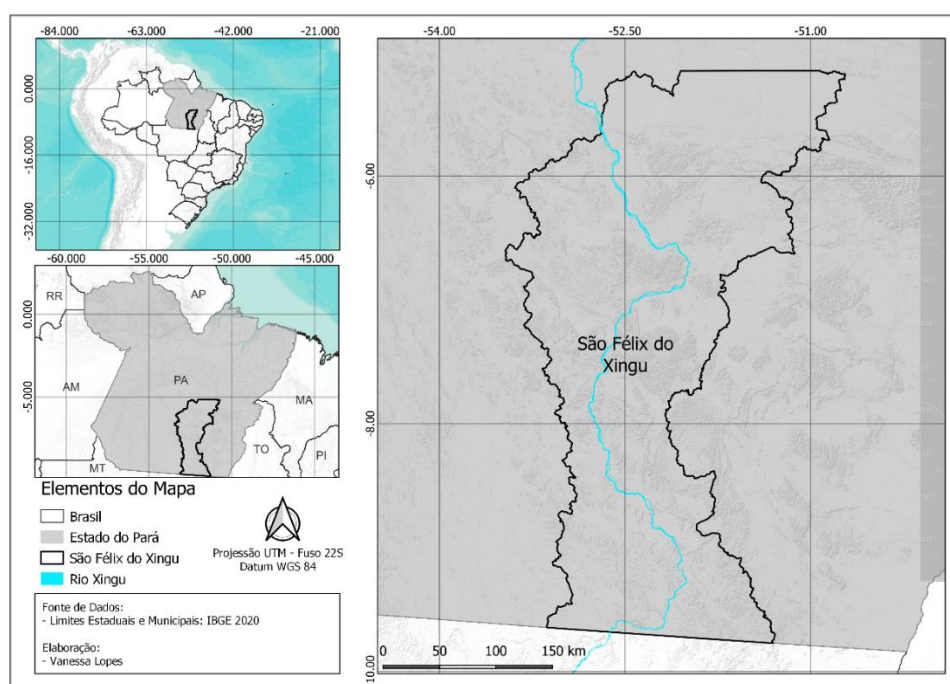 -84.000 -63.000 -42.000 -21.000
0.000
-16.000
-32.000
-60.000 -55.000 -50.000 -45.000
0.000
-5.000
RR
AP
AM
PA
MA
TO
PI
MT
Elementos do Mapa
Brasil
Estado do Pará
São Félix do Xingu
Rio Xingu
Projessão UTM - Fuso 22S
Datum WGS 84
Fonte de Dados:
- Limites Estaduais e Municipais: IBGE 2020
Elaboração:
- Vanessa Lopes
-54.00 -52.50 -51.00
-6.00
-8.00
-10.00
São Félix do
Xingu
0 50 100 150 km